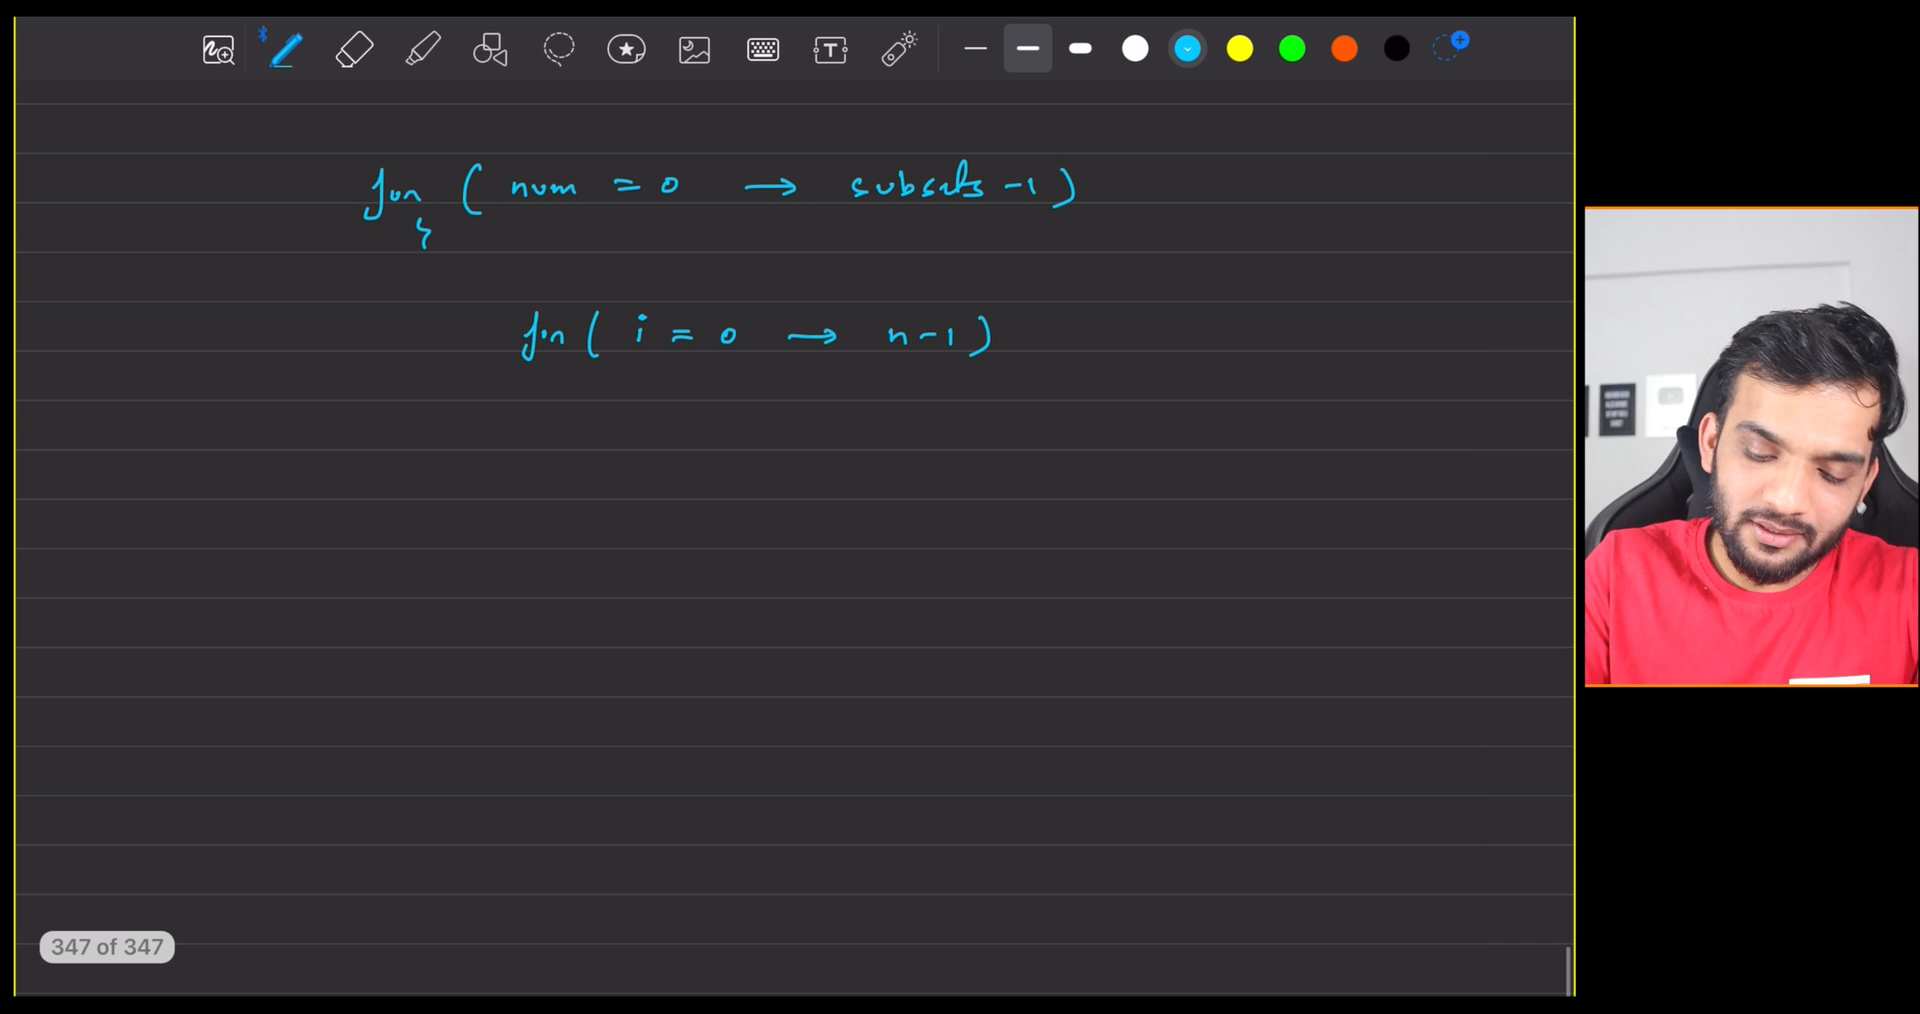 for ( num = 0 → subsets -1 )
{
for ( i = 0 → n-1 )
347 of 347